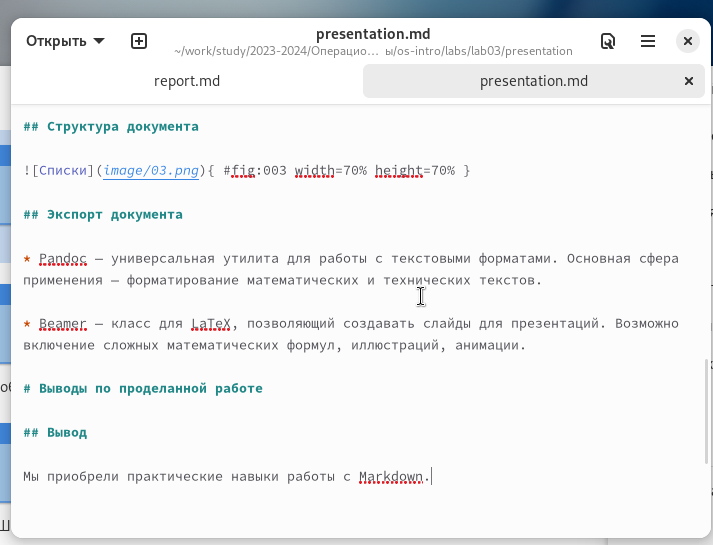 Открыть
presentation.md
~/work/study/2023-2024/Операцио… ы/os-intro/labs/lab03/presentation
report.md
presentation.md
## Структура документа
![Списки](image/03.png){ #fig:003 width=70% height=70% }
## Экспорт документа
* Pandoc — универсальная утилита для работы с текстовыми форматами. Основная сфера
применения — форматирование математических и технических текстов.
* Beamer — класс для LaTeX, позволяющий создавать слайды для презентаций. Возможно
включение сложных математических формул, иллюстраций, анимации.
# Выводы по проделанной работе
## Вывод
Мы приобрели практические навыки работы с Markdown.